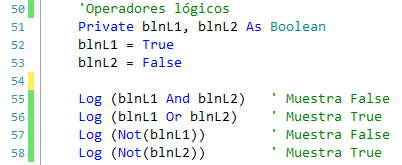 50 'Operadores lógicos
51 Private blnL1, blnL2 As Boolean
52 blnL1 = True
53 blnL2 = False
54
55 Log (blnL1 And blnL2) ' Muestra False
56 Log (blnL1 Or blnL2) ' Muestra True
57 Log (Not(blnL1)) ' Muestra False
58 Log (Not(blnL2)) ' Muestra True